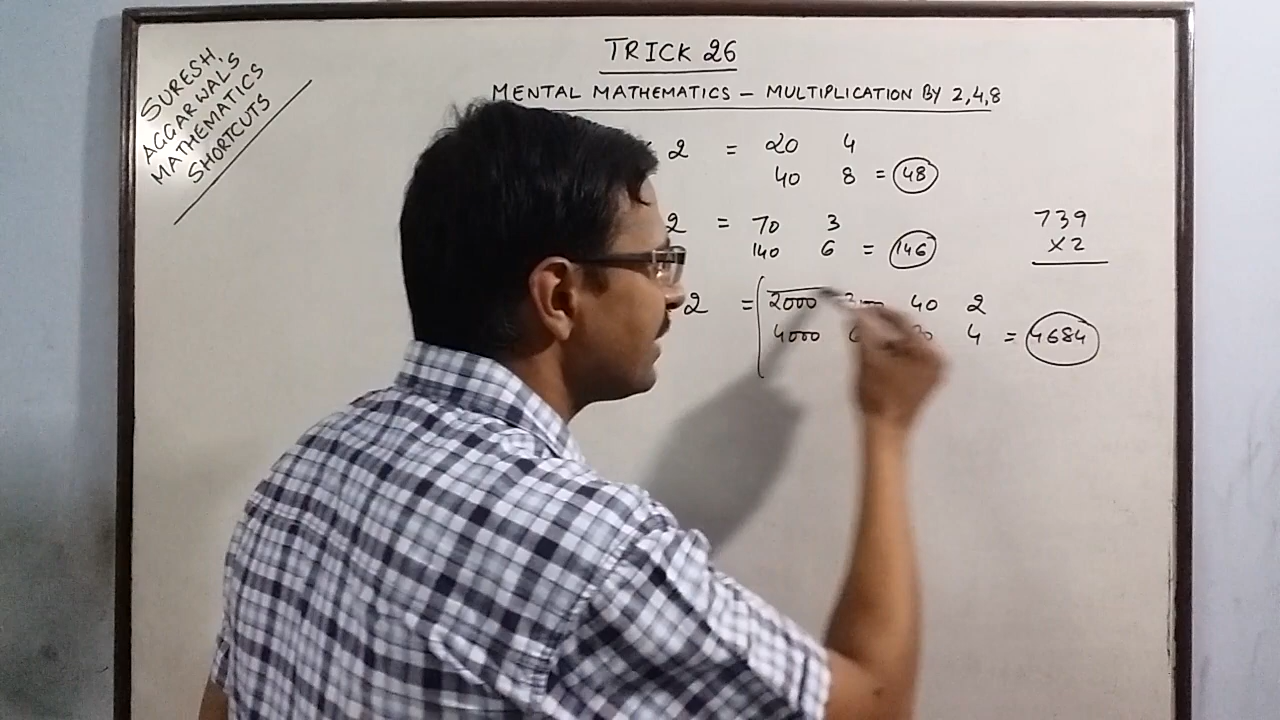 TRICK 26
MENTAL MATHEMATICS – MULTIPLICATION BY 2,4,8
SURESH
AGGARWAL'S
MATHEMATICS
SHORTCUTS
2 = 20 4
40 8 = 48
2 = 70 3
140 6 = 146
739
×2
2 = 2000 40 2
4000 4 = 4684